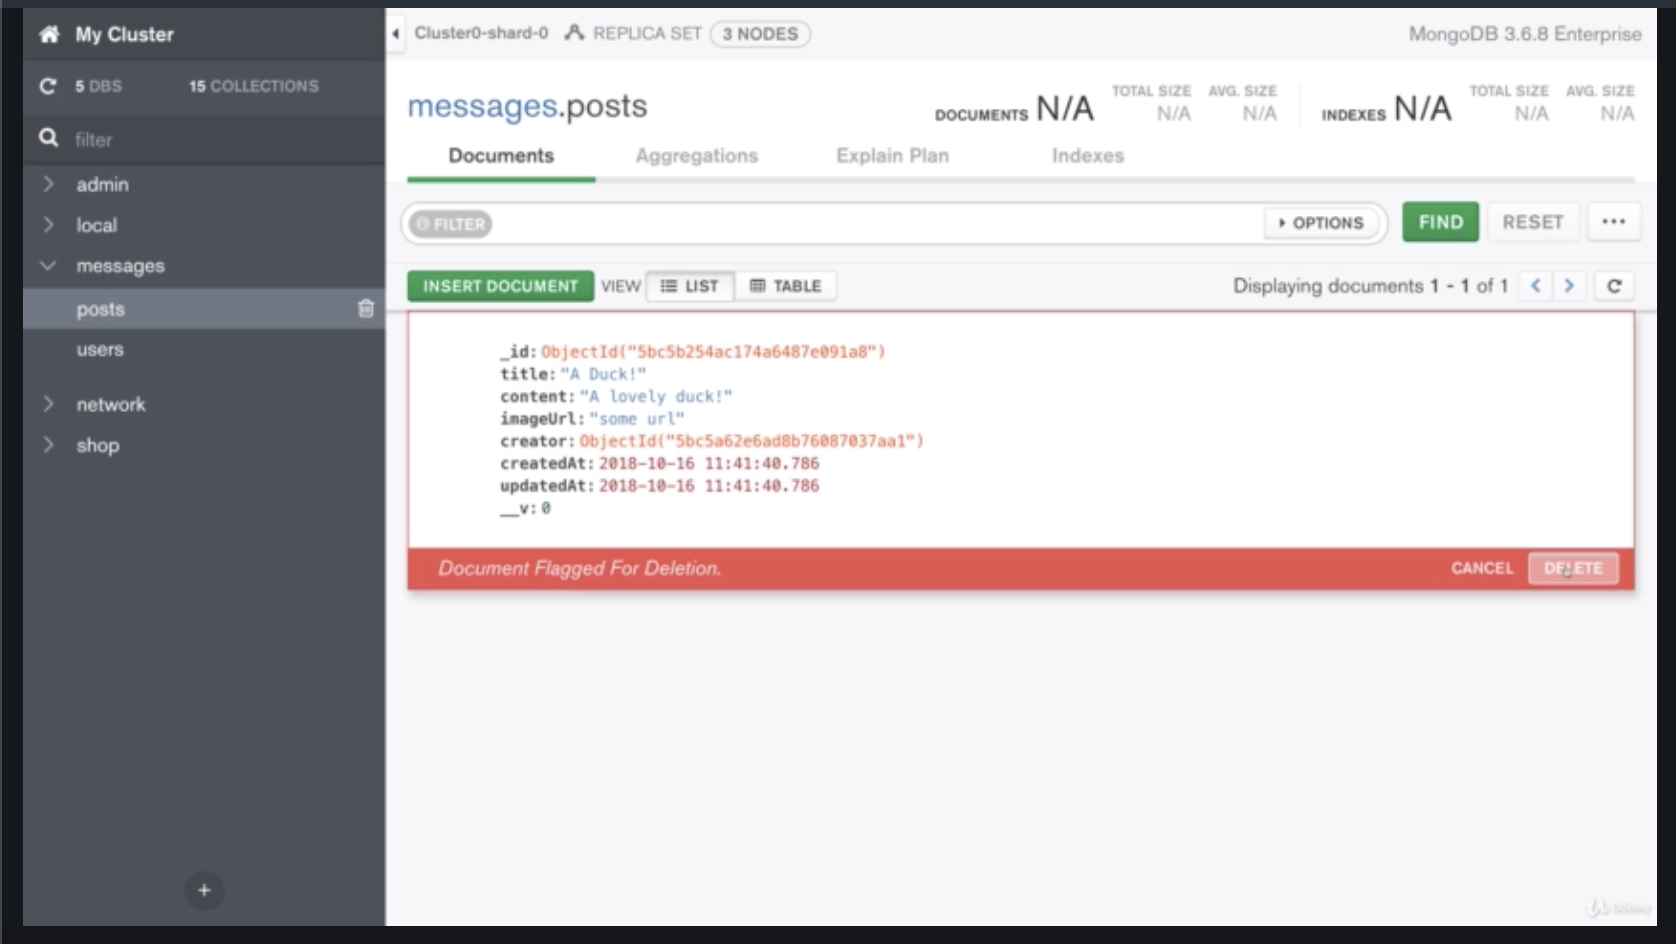 My Cluster
5 DBS 15 COLLECTIONS
filter
admin
local
messages
posts
users
network
shop
+
Cluster0-shard-0 REPLICA SET 3 NODES MongoDB 3.6.8 Enterprise
messages.posts
DOCUMENTS N/A TOTAL SIZE N/A AVG. SIZE N/A INDEXES N/A TOTAL SIZE N/A AVG. SIZE N/A
Documents Aggregations Explain Plan Indexes
FILTER OPTIONS FIND RESET ...
INSERT DOCUMENT VIEW LIST TABLE Displaying documents 1 - 1 of 1
_id: ObjectId("5bc5b254ac174a6487e091a8")
title: "A Duck!"
content: "A lovely duck!"
imageUrl: "some url"
creator: ObjectId("5bc5a62e6ad8b76087037aa1")
createdAt: 2018-10-16 11:41:40.786
updatedAt: 2018-10-16 11:41:40.786
__v: 0
Document Flagged For Deletion. CANCEL DELETE
Udemy